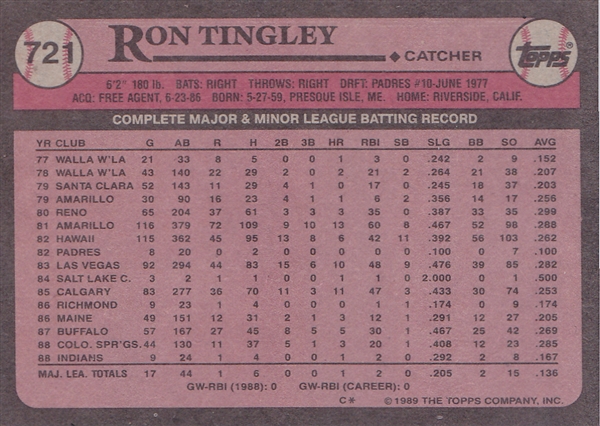 721
RON TINGLEY
CATCHER
topps®
6'2" 180 lb. BATS: RIGHT THROWS: RIGHT DRFT: PADRES #10-JUNE 1977
ACQ: FREE AGENT, 6-23-86 BORN: 5-27-59, PRESQUE ISLE, ME. HOME: RIVERSIDE, CALIF.
COMPLETE MAJOR & MINOR LEAGUE BATTING RECORD
YR CLUB G AB R H 2B 3B HR RBI SB SLG BB SO AVG
77 WALLA W'LA 21 33 8 5 0 0 1 3 0 .242 2 9 .152
78 WALLA W'LA 43 140 22 29 2 0 2 21 2 .264 21 38 .207
79 SANTA CLARA 52 143 11 29 4 1 0 17 0 .245 18 37 .203
79 AMARILLO 30 90 16 23 4 1 1 6 2 .356 14 17 .256
80 RENO 65 204 37 61 3 3 3 35 0 .387 33 35 .299
81 AMARILLO 116 379 72 109 9 10 13 60 8 .467 52 98 .288
82 HAWAII 115 362 45 95 13 8 6 42 11 .392 56 103 .262
82 PADRES 8 20 0 2 0 0 0 0 0 .100 0 7 .100
83 LAS VEGAS 92 294 44 83 15 6 10 48 9 .476 39 85 .282
84 SALT LAKE C. 3 2 1 1 0 0 1 1 0 2.000 0 1 .500
85 CALGARY 83 277 36 70 11 3 11 47 3 .433 30 74 .253
86 RICHMOND 9 23 1 4 0 0 0 1 0 .174 0 9 .174
86 MAINE 49 151 12 31 2 1 3 12 1 .291 12 27 .205
87 BUFFALO 57 167 27 45 8 5 5 30 1 .467 25 42 .269
88 COLO. SPR'GS. 44 130 11 37 5 1 3 20 1 .408 12 23 .285
88 INDIANS 9 24 1 4 0 0 1 2 0 .292 2 8 .167
MAJ. LEA. TOTALS 17 44 1 6 0 0 1 2 0 .205 2 15 .136
GW-RBI (1988): 0 GW-RBI (CAREER): 0
C* ©1989 THE TOPPS COMPANY, INC.